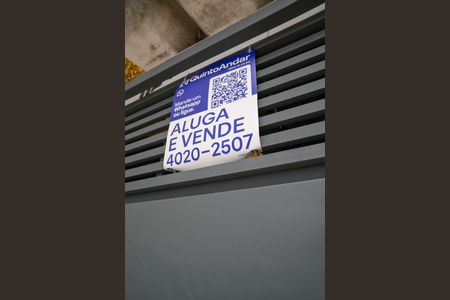 QuintoAndar
Mande um
Whatsapp
ou ligue.
ALUGA
E VENDE
4020-2507